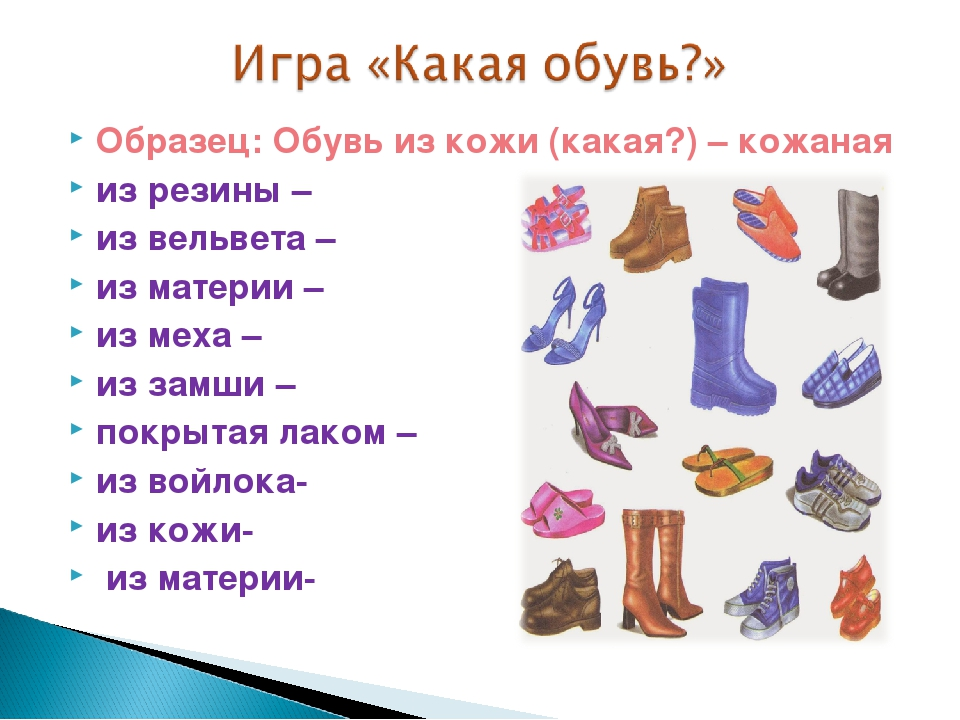 Игра «Какая обувь?»
Образец: Обувь из кожи (какая?) – кожаная
из резины –
из вельвета –
из материи –
из меха –
из замши –
покрытая лаком –
из войлока-
из кожи-
из материи-